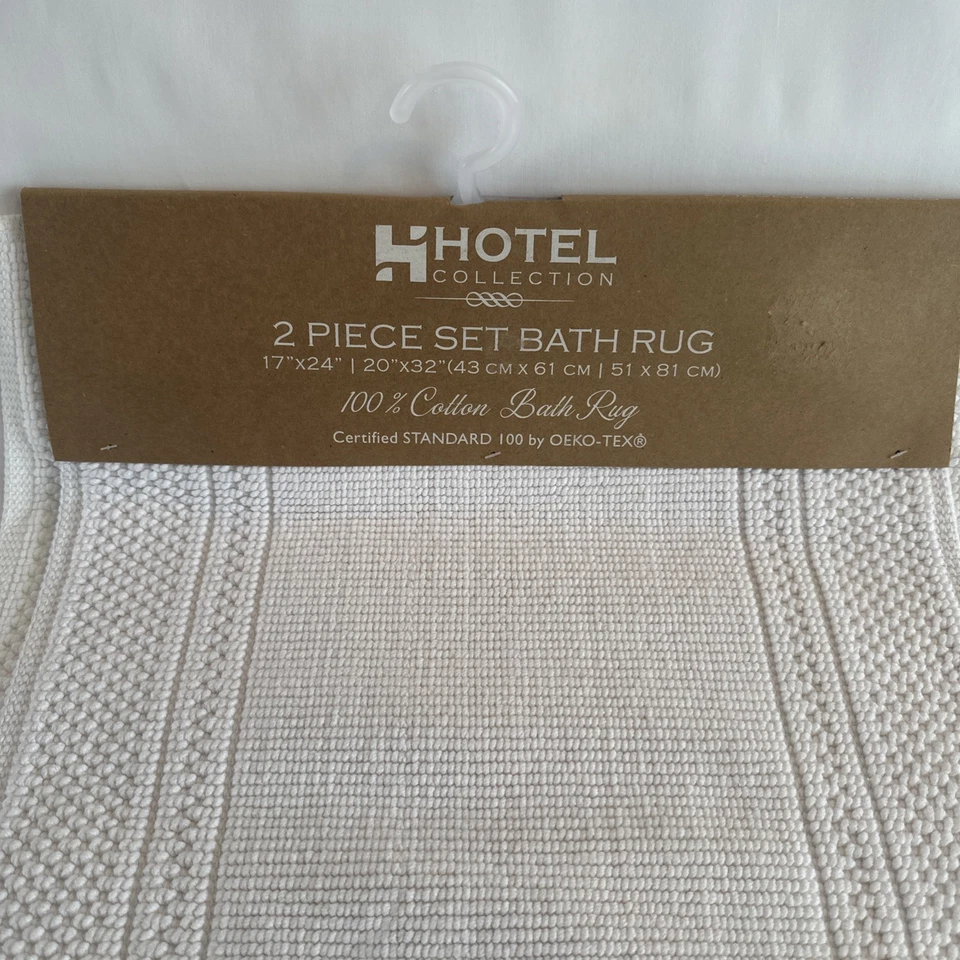 HOTEL
COLLECTION
2 PIECE SET BATH RUG
17”x24” | 20”x32”(43 CM X 61 CM | 51 X 81 CM)
100% Cotton Bath Rug
Certified STANDARD 100 by OEKO-TEX®